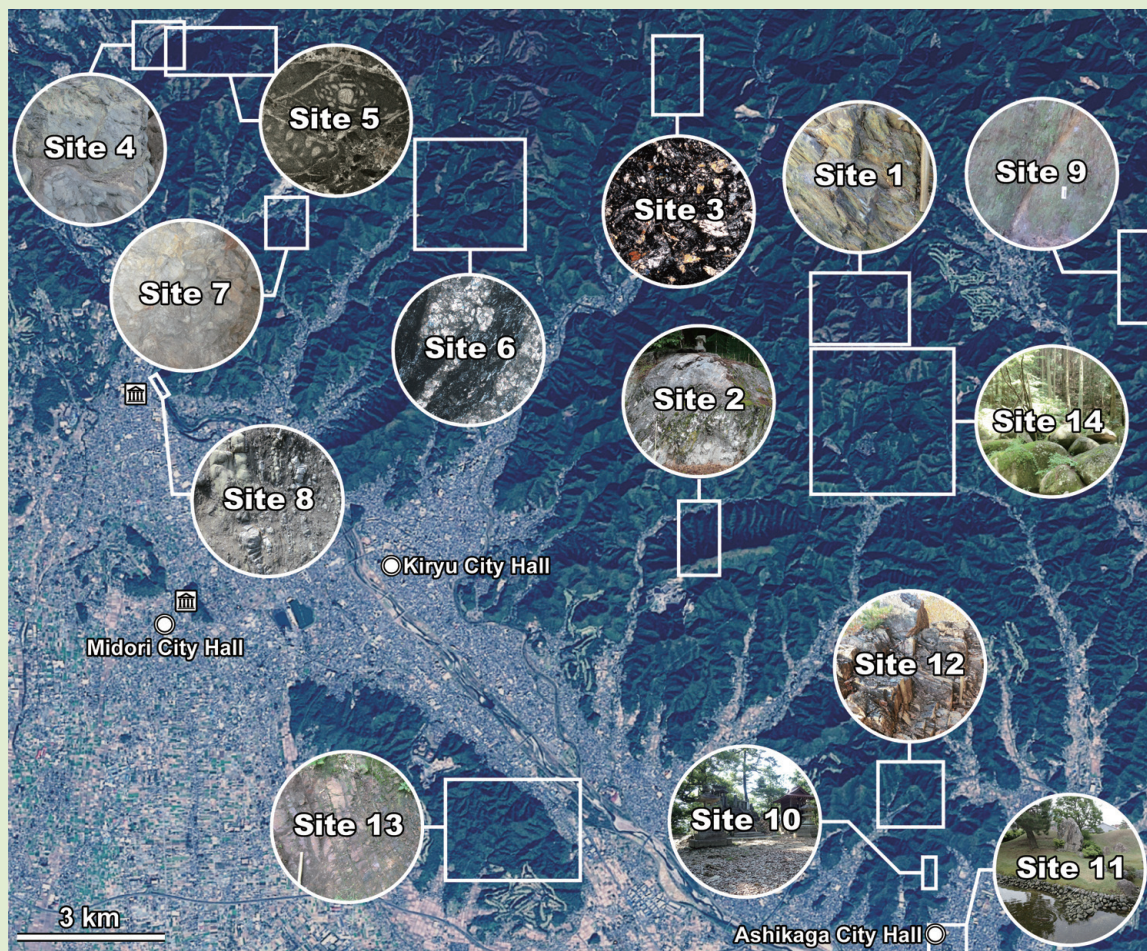 Site 4
Site 5
Site 3
Site 1
Site 9
Site 7
Site 6
Site 2
Site 14
Site 8
Kiryu City Hall
Midori City Hall
Site 12
Site 13
Site 10
Site 11
3 km
Ashikaga City Hall